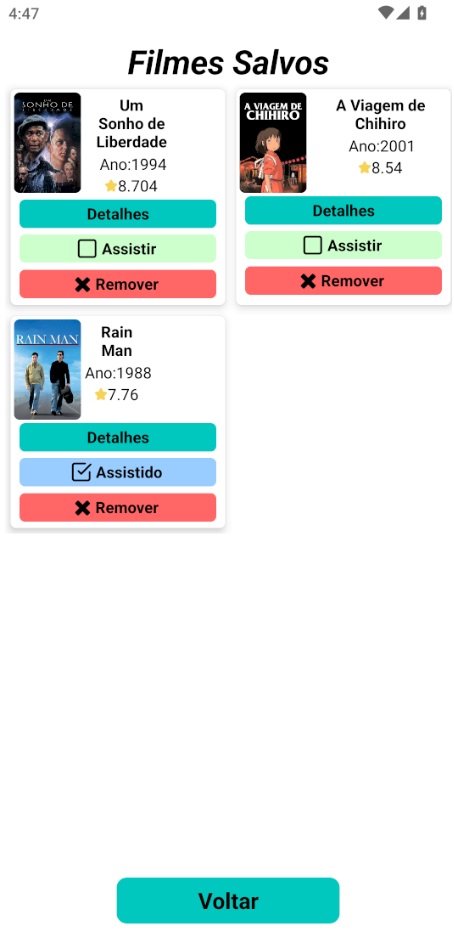 4:47
Filmes Salvos
SONHO DE
Um
Sonho de
Liberdade
Ano:1994
8.704
Detalhes
Assistir
Remover
A VIAGEM DE
CHIHIRO
A Viagem de
Chihiro
Ano:2001
8.54
Detalhes
Assistir
Remover
RAIN MAN
Rain
Man
Ano:1988
7.76
Detalhes
Assistido
Remover
Voltar